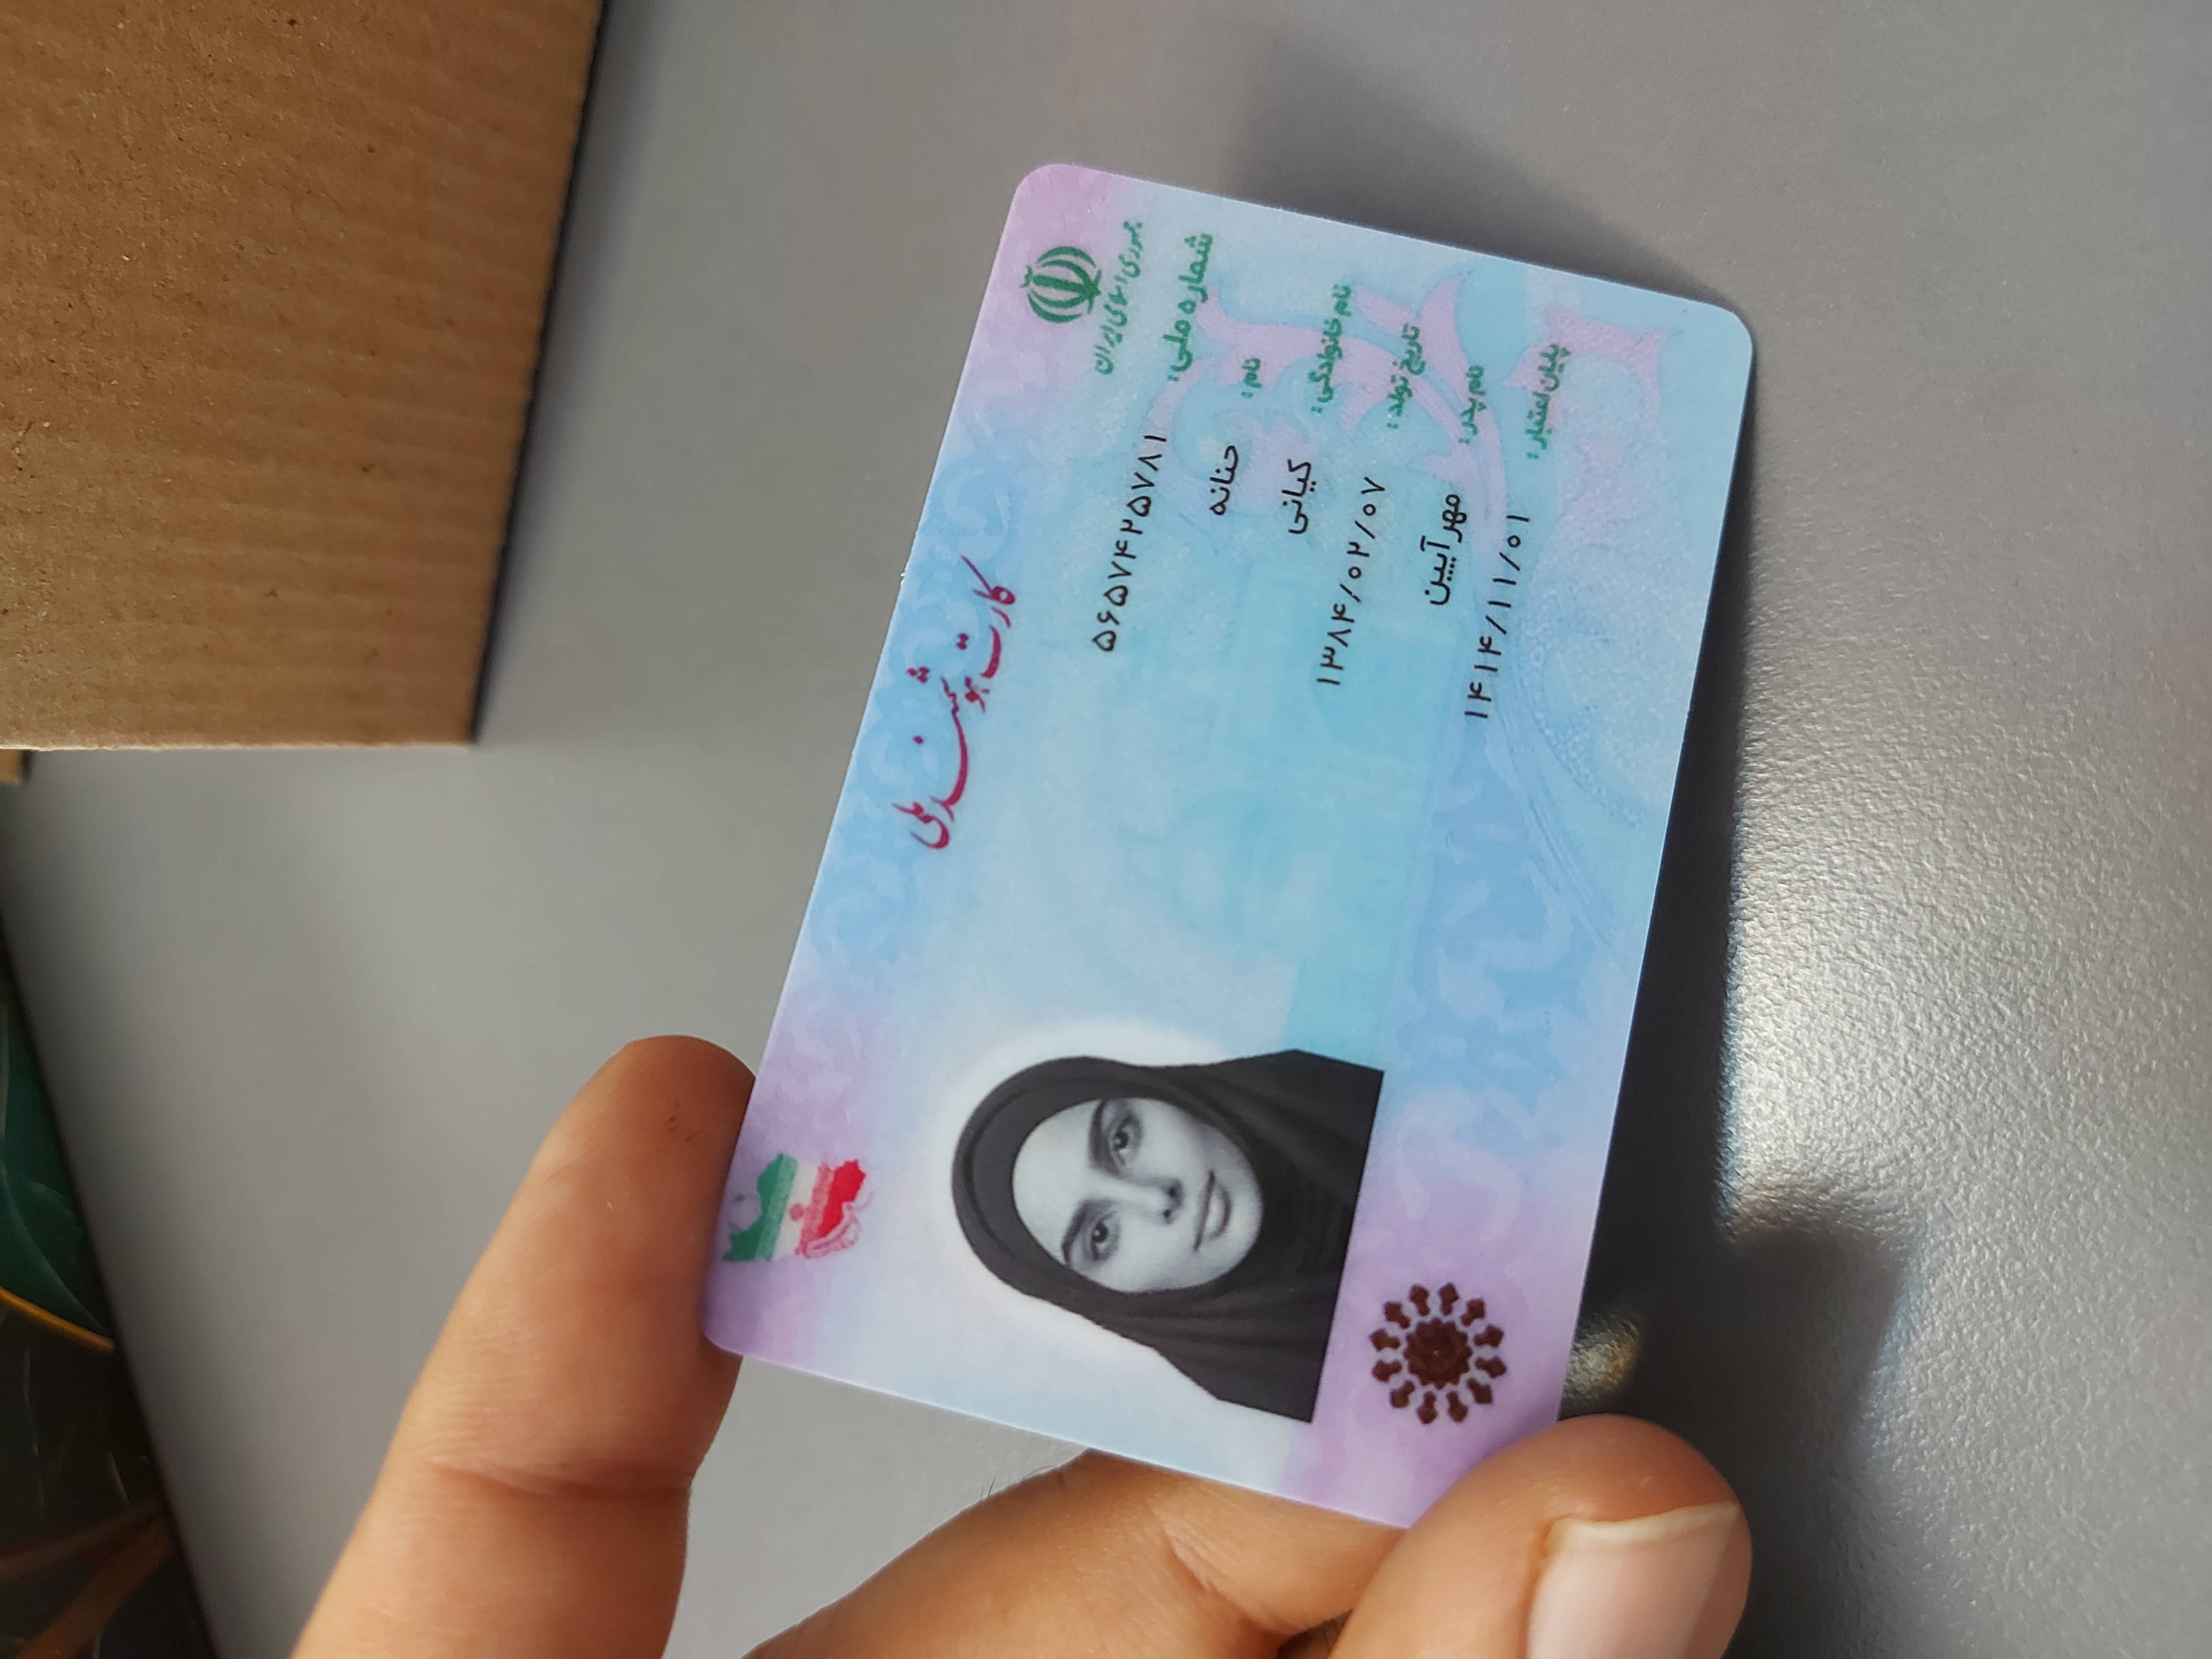 جمهوری اسلامی ایران
کارت هوشمند ملی
شماره ملی: ۵۶۵۷۴۲۵۷۸۱
نام: حنانه
نام خانوادگی: کیانی
تاریخ تولد: ۱۳۸۴/۰۲/۰۷
نام پدر: مهرآیین
پایان اعتبار: ۱۴۱۴/۱۱/۰۱